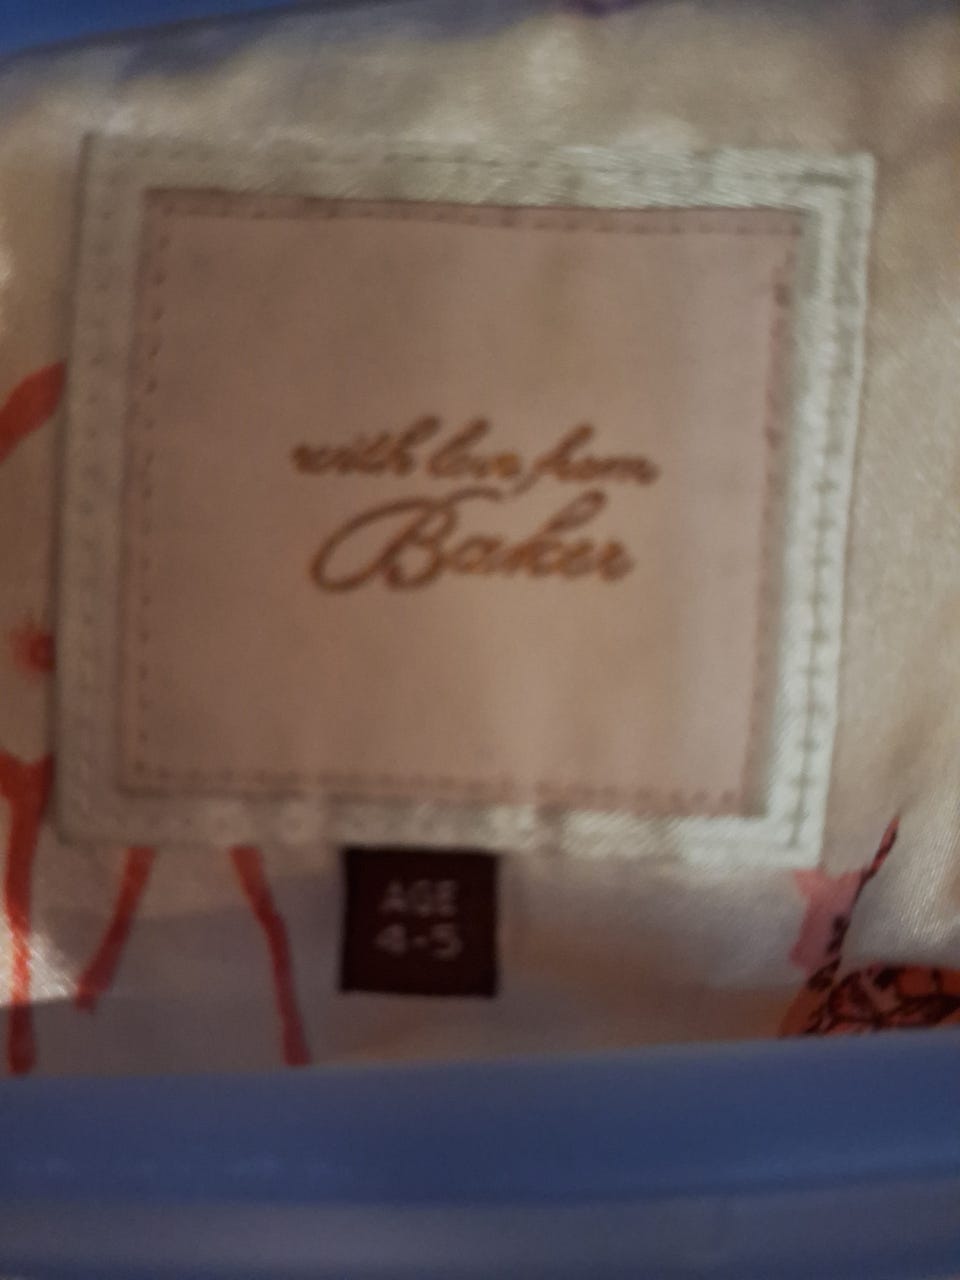 with love from
Baker
AGE
4-5